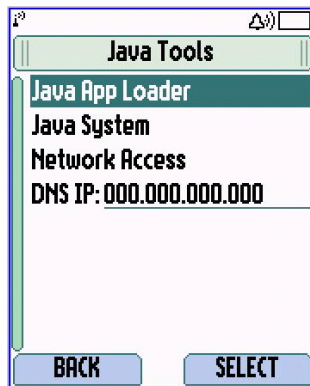 Java Tools
Java App Loader
Java System
Network Access
DNS IP: 000.000.000.000
BACK SELECT